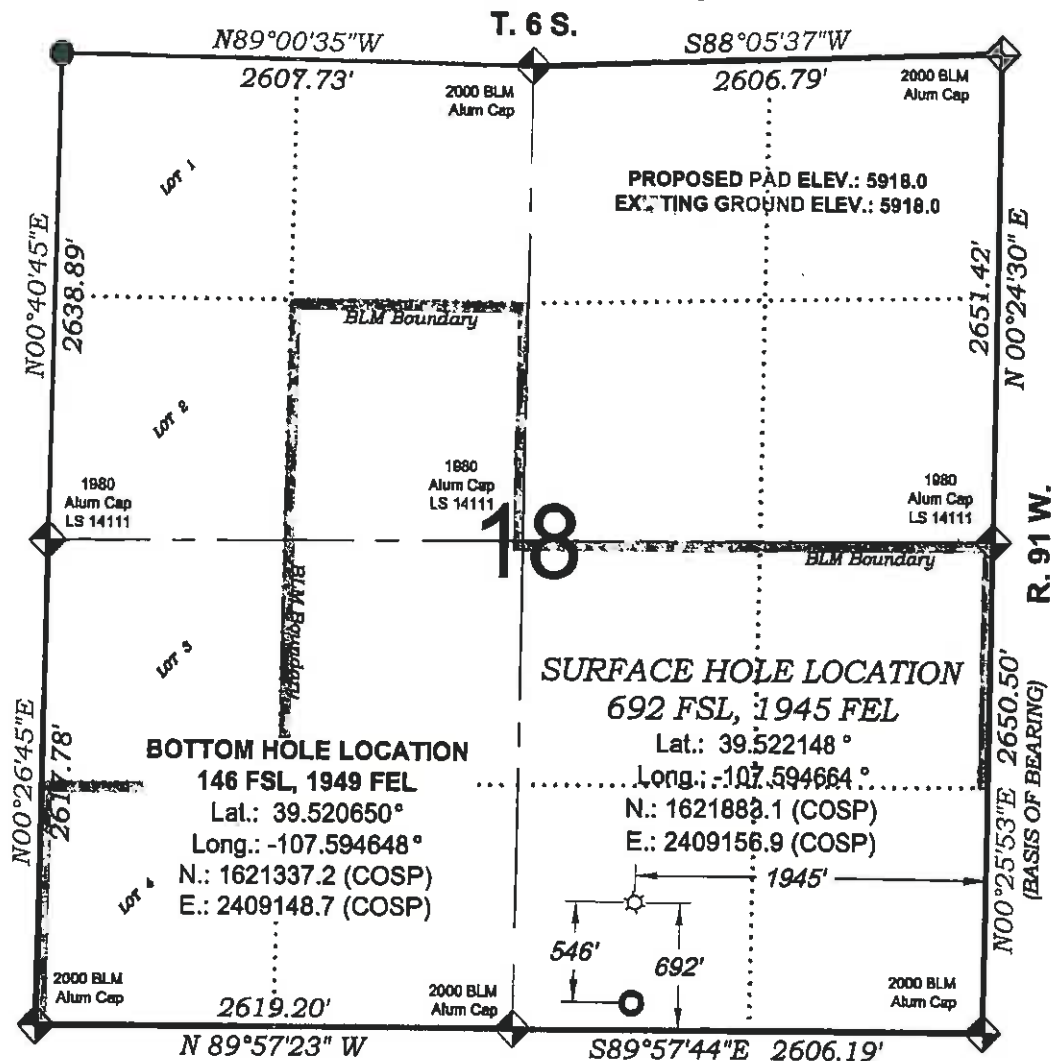 T. 6 S.
N89°00'35"W
S88°05'37"W
2607.73'
2606.79'
2000 BLM
Alum Cap
2000 BLM
Alum Cap
LOT 1
PROPOSED PAD ELEV.: 5918.0
GROUND ELEV.: 5918.0
N00°40'45"E
2638.89'
2651.42'
N 00°24'30" E
BLM Boundary
LOT 2
1980
Alum Cap
LS 14111
1980
Alum Cap
LS 14111
1980
Alum Cap
LS 14111
18
R. 91 W.
BLM Boundary
BLM Boundary
LOT 3
SURFACE HOLE LOCATION
692 FSL, 1945 FEL
Lat.: 39.522148°
Long.: -107.594664°
N.: 1621883.1 (COSP)
E.: 2409156.9 (COSP)
N00°26'45"E
BOTTOM HOLE LOCATION
146 FSL, 1949 FEL
Lat.: 39.520650°
Long.: -107.594648°
N.: 1621337.2 (COSP)
E.: 2409148.7 (COSP)
N00°25'53"E 2650.50'
(BASIS OF BEARING)
LOT 4
1945'
546'
692'
2000 BLM
Alum Cap
2000 BLM
Alum Cap
2000 BLM
Alum Cap
2619.20'
N 89°57'23" W
S89°57'44"E 2606.19'